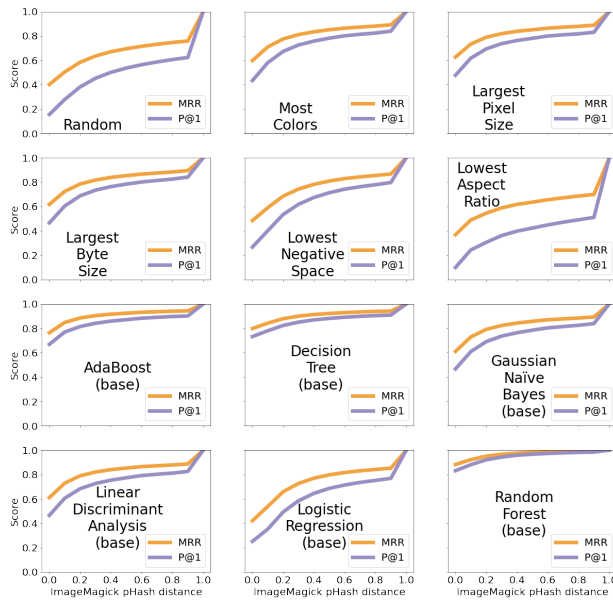 1.0
0.8
0.6
0.4
0.2
0.0
Score
Random
MRR
P@1
Most
Colors
MRR
P@1
Largest
Pixel
Size
MRR
P@1
1.0
0.8
0.6
0.4
0.2
0.0
Score
Largest
Byte
Size
MRR
P@1
Lowest
Negative
Space
MRR
P@1
Lowest
Aspect
Ratio
MRR
P@1
1.0
0.8
0.6
0.4
0.2
0.0
Score
AdaBoost
(base)
MRR
P@1
Decision
Tree
(base)
MRR
P@1
Gaussian
Naïve
Bayes
(base)
MRR
P@1
1.0
0.8
0.6
0.4
0.2
0.0
Score
Linear
Discriminant
Analysis
(base)
MRR
P@1
0.0 0.2 0.4 0.6 0.8 1.0
ImageMagick pHash distance
Logistic
Regression
(base)
MRR
P@1
0.0 0.2 0.4 0.6 0.8 1.0
ImageMagick pHash distance
Random
Forest
(base)
MRR
P@1
0.0 0.2 0.4 0.6 0.8 1.0
ImageMagick pHash distance